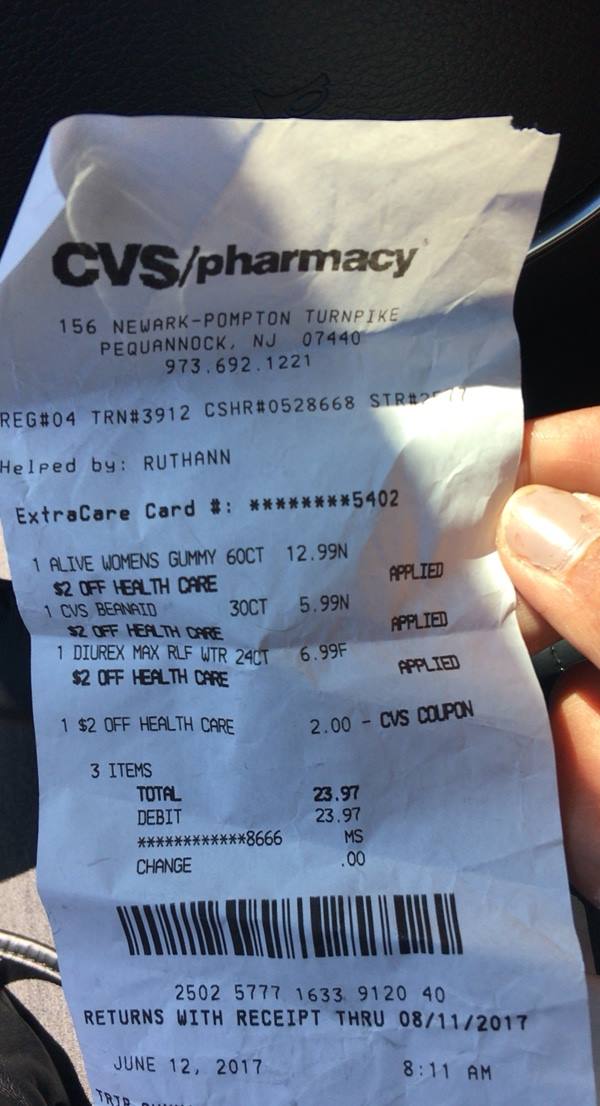 CVS/pharmacy
156 NEWARK-POMPTON TURNPIKE
PEQUANNOCK, NJ 07440
973.692.1221
REG#04 TRN#3912 CSHR#0528668
Helped by: RUTHANN
ExtraCare Card #: ********5402
1 ALIVE WOMENS GUMMY 60CT 12.99N
$2 OFF HEALTH CARE APPLIED
1 CVS BEANAID 30CT 5.99N
$2 OFF HEALTH CARE APPLIED
1 DIUREX MAX RLF WTR 24CT 6.99F
$2 OFF HEALTH CARE APPLIED
1 $2 OFF HEALTH CARE 2.00 - CVS COUPON
3 ITEMS
TOTAL 23.97
DEBIT 23.97
************8666 MS
CHANGE .00
2502 5777 1633 9120 40
RETURNS WITH RECEIPT THRU 08/11/2017
JUNE 12, 2017 8:11 AM